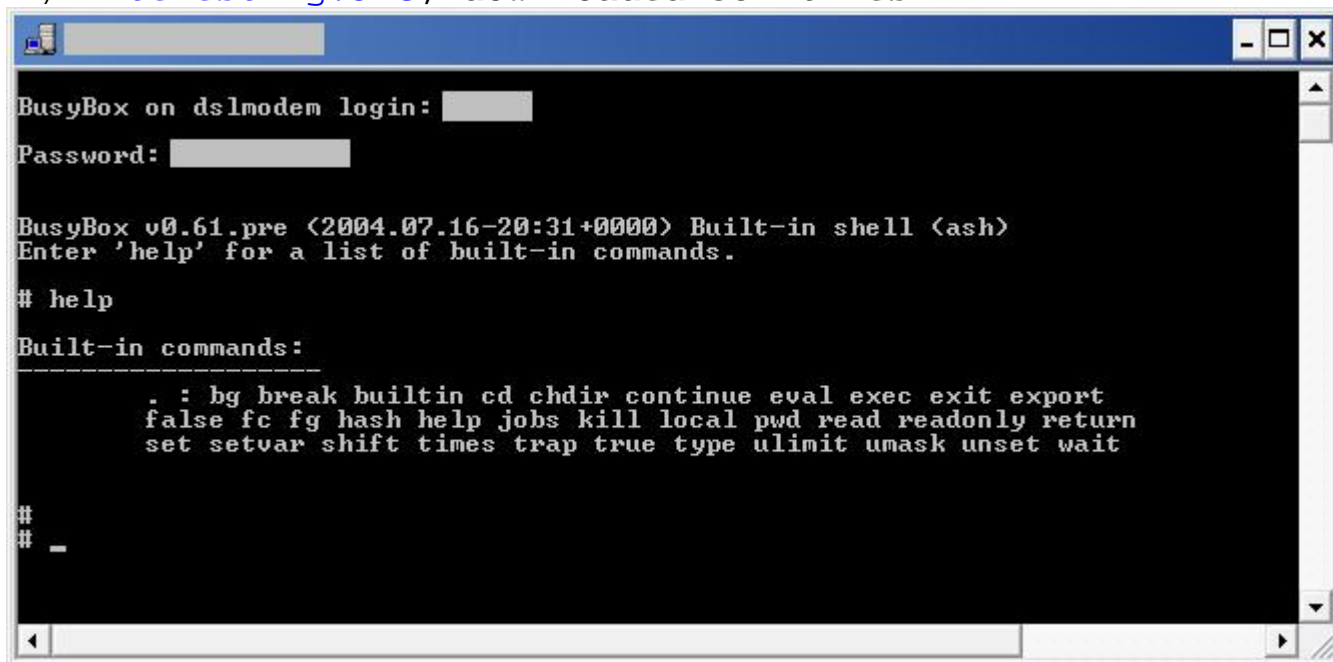 BusyBox on dslmodem login:
Password:
BusyBox v0.61.pre (2004.07.16-20:31+0000) Built-in shell (ash)
Enter 'help' for a list of built-in commands.
# help
Built-in commands:
-------------------
. : bg break builtin cd chdir continue eval exec exit export
false fc fg hash help jobs kill local pwd read readonly return
set setvar shift times trap true type ulimit umask unset wait
#
# _